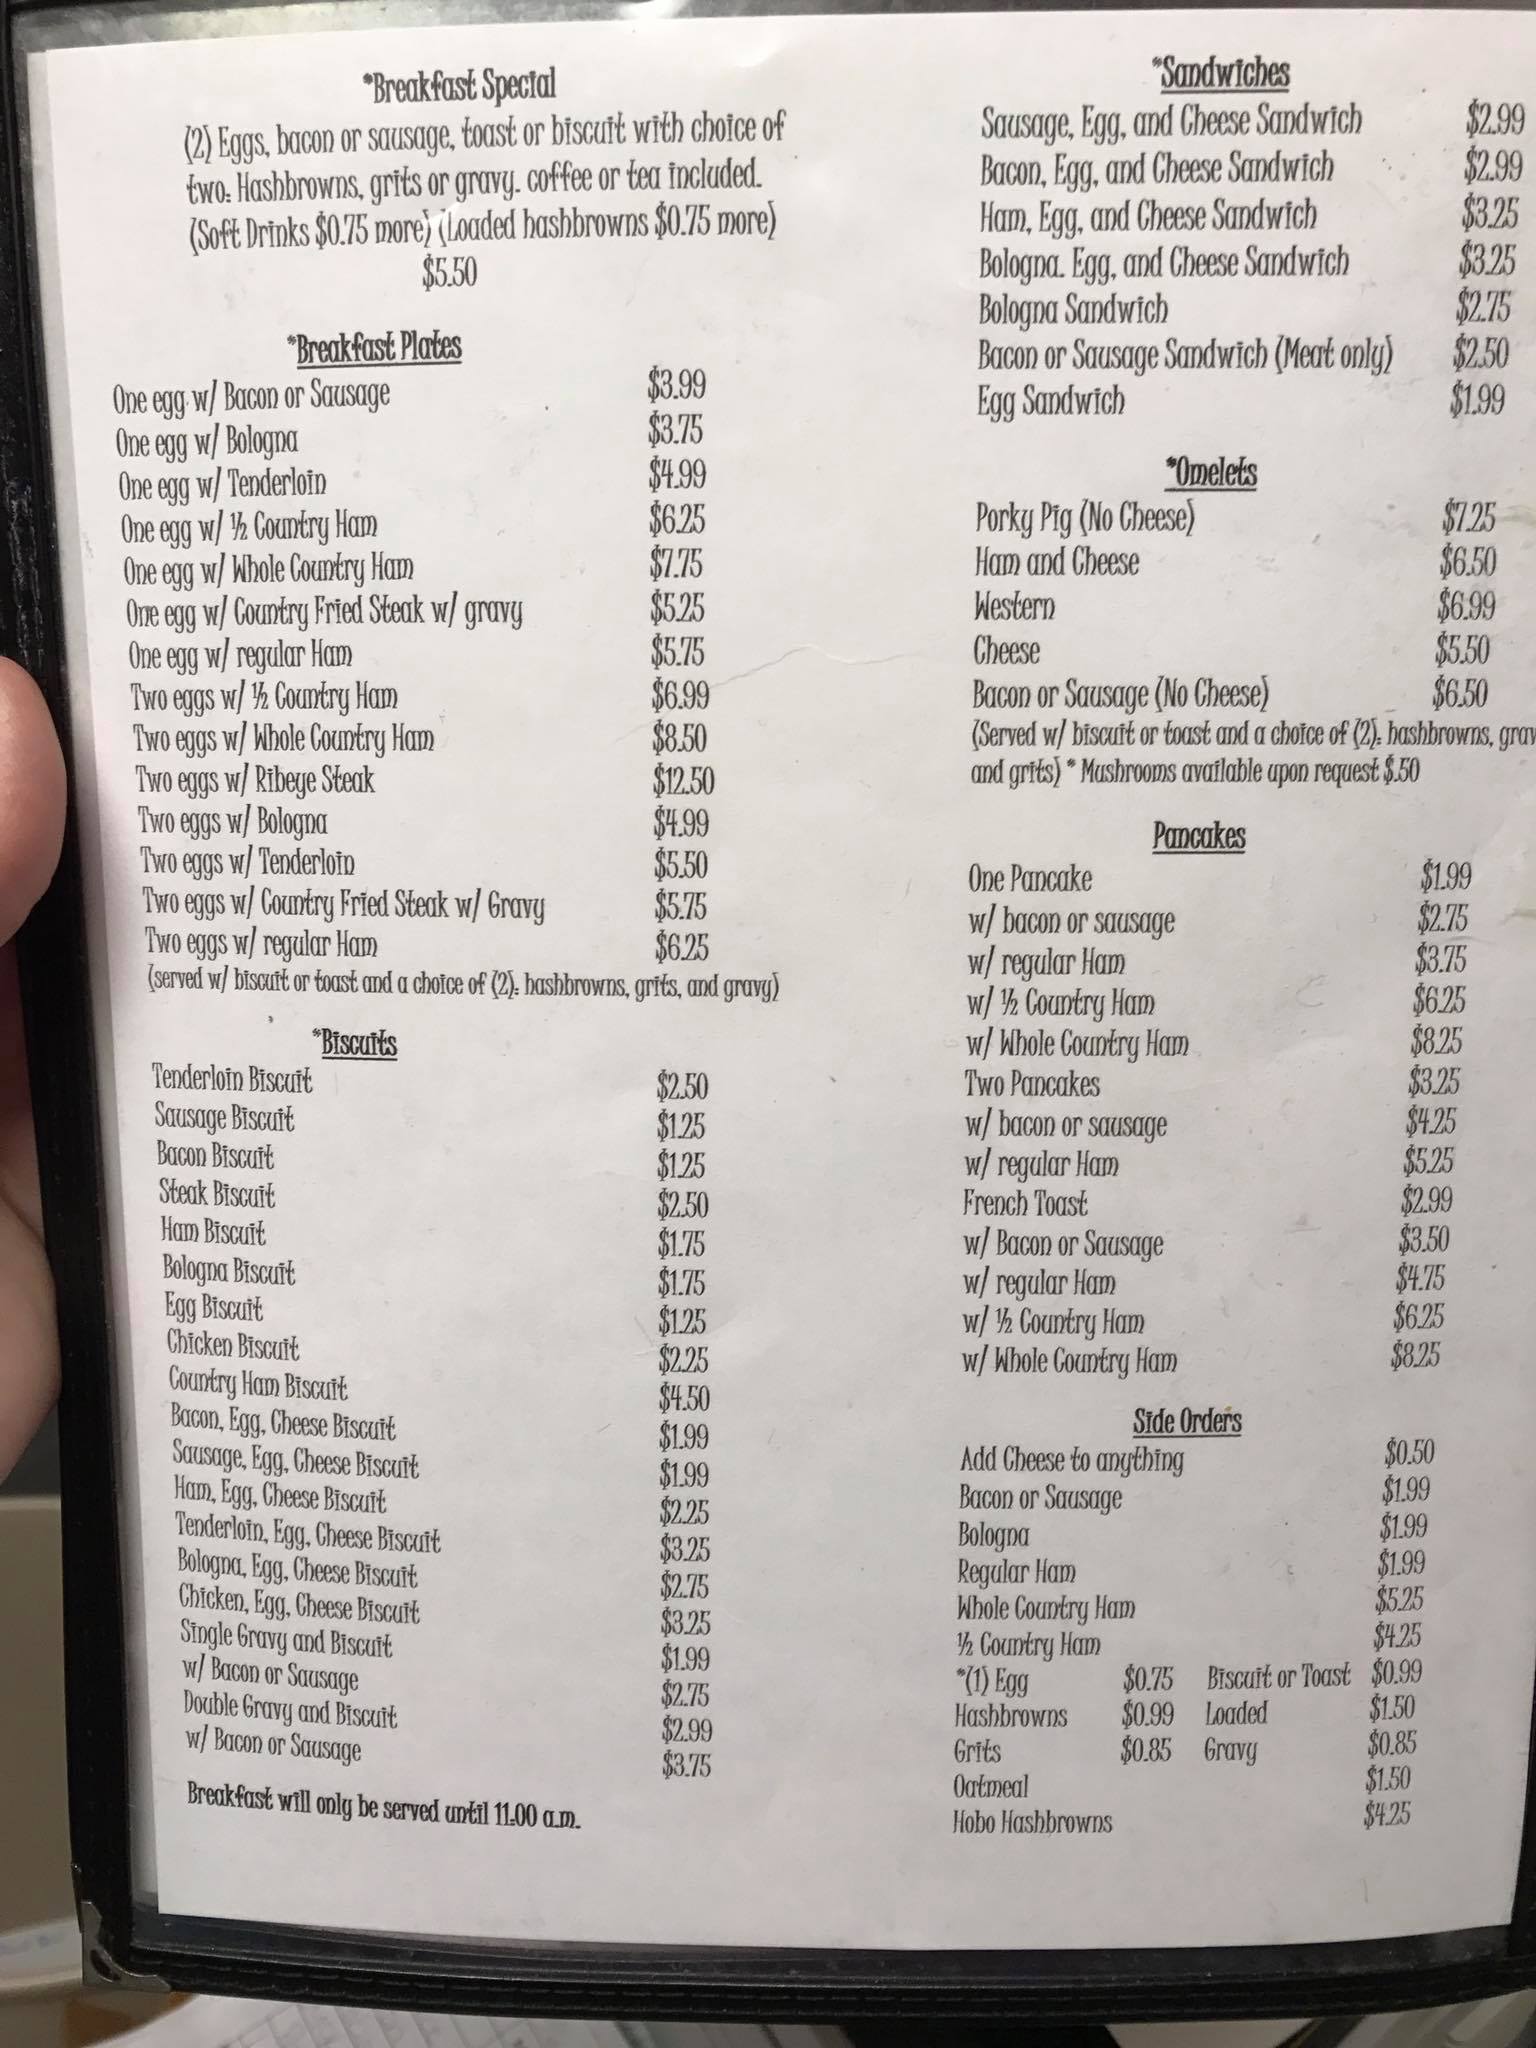 *Breakfast Special
(2) Eggs, bacon or sausage, toast or biscuit with choice of
two: Hashbrowns, grits or gravy. coffee or tea included.
(Soft Drinks $0.75 more) (Loaded hashbrowns $0.75 more)
$5.50
*Breakfast Plates
One egg w/ Bacon or Sausage $3.99
One egg w/ Bologna $3.75
One egg w/ Tenderloin $4.99
One egg w/ ½ Country Ham $6.25
One egg w/ Whole Country Ham $7.75
One egg w/ Country Fried Steak w/ gravy $5.25
One egg w/ regular Ham $5.75
Two eggs w/ ½ Country Ham $6.99
Two eggs w/ Whole Country Ham $8.50
Two eggs w/ Ribeye Steak $12.50
Two eggs w/ Bologna $4.99
Two eggs w/ Tenderloin $5.50
Two eggs w/ Country Fried Steak w/ Gravy $5.75
Two eggs w/ regular Ham $6.25
(served w/ biscuit or toast and a choice of (2): hashbrowns, grits, and gravy)
*Biscuits
Tenderloin Biscuit $2.50
Sausage Biscuit $1.25
Bacon Biscuit $1.25
Steak Biscuit $2.50
Ham Biscuit $1.75
Bologna Biscuit $1.75
Egg Biscuit $1.25
Chicken Biscuit $2.25
Country Ham Biscuit $4.50
Bacon, Egg, Cheese Biscuit $1.99
Sausage, Egg, Cheese Biscuit $1.99
Ham, Egg, Cheese Biscuit $2.25
Tenderloin, Egg, Cheese Biscuit $3.25
Bologna, Egg, Cheese Biscuit $2.75
Chicken, Egg, Cheese Biscuit $3.25
Single Gravy and Biscuit $1.99
w/ Bacon or Sausage $2.75
Double Gravy and Biscuit $2.99
w/ Bacon or Sausage $3.75
Breakfast will only be served until 11:00 a.m.
*Sandwiches
Sausage, Egg, and Cheese Sandwich $2.99
Bacon, Egg, and Cheese Sandwich $2.99
Ham, Egg, and Cheese Sandwich $3.25
Bologna. Egg, and Cheese Sandwich $3.25
Bologna Sandwich $2.75
Bacon or Sausage Sandwich (Meat only) $2.50
Egg Sandwich $1.99
*Omelets
Porky Pig (No Cheese) $7.25
Ham and Cheese $6.50
Western $6.99
Cheese $5.50
Bacon or Sausage (No Cheese) $6.50
(Served w/ biscuit or toast and a choice of (2): hashbrowns, grav
and grits) * Mushrooms available upon request $.50
Pancakes
One Pancake $1.99
w/ bacon or sausage $2.75
w/ regular Ham $3.75
w/ ½ Country Ham $6.25
w/ Whole Country Ham $8.25
Two Pancakes $3.25
w/ bacon or sausage $4.25
w/ regular Ham $5.25
French Toast $2.99
w/ Bacon or Sausage $3.50
w/ regular Ham $4.75
w/ ½ Country Ham $6.25
w/ Whole Country Ham $8.25
Side Orders
Add Cheese to anything $0.50
Bacon or Sausage $1.99
Bologna $1.99
Regular Ham $1.99
Whole Country Ham $5.25
½ Country Ham $4.25
*(1) Egg $0.75 Biscuit or Toast $0.99
Hashbrowns $0.99 Loaded $1.50
Grits $0.85 Gravy $0.85
Oatmeal $1.50
Hobo Hashbrowns $4.25